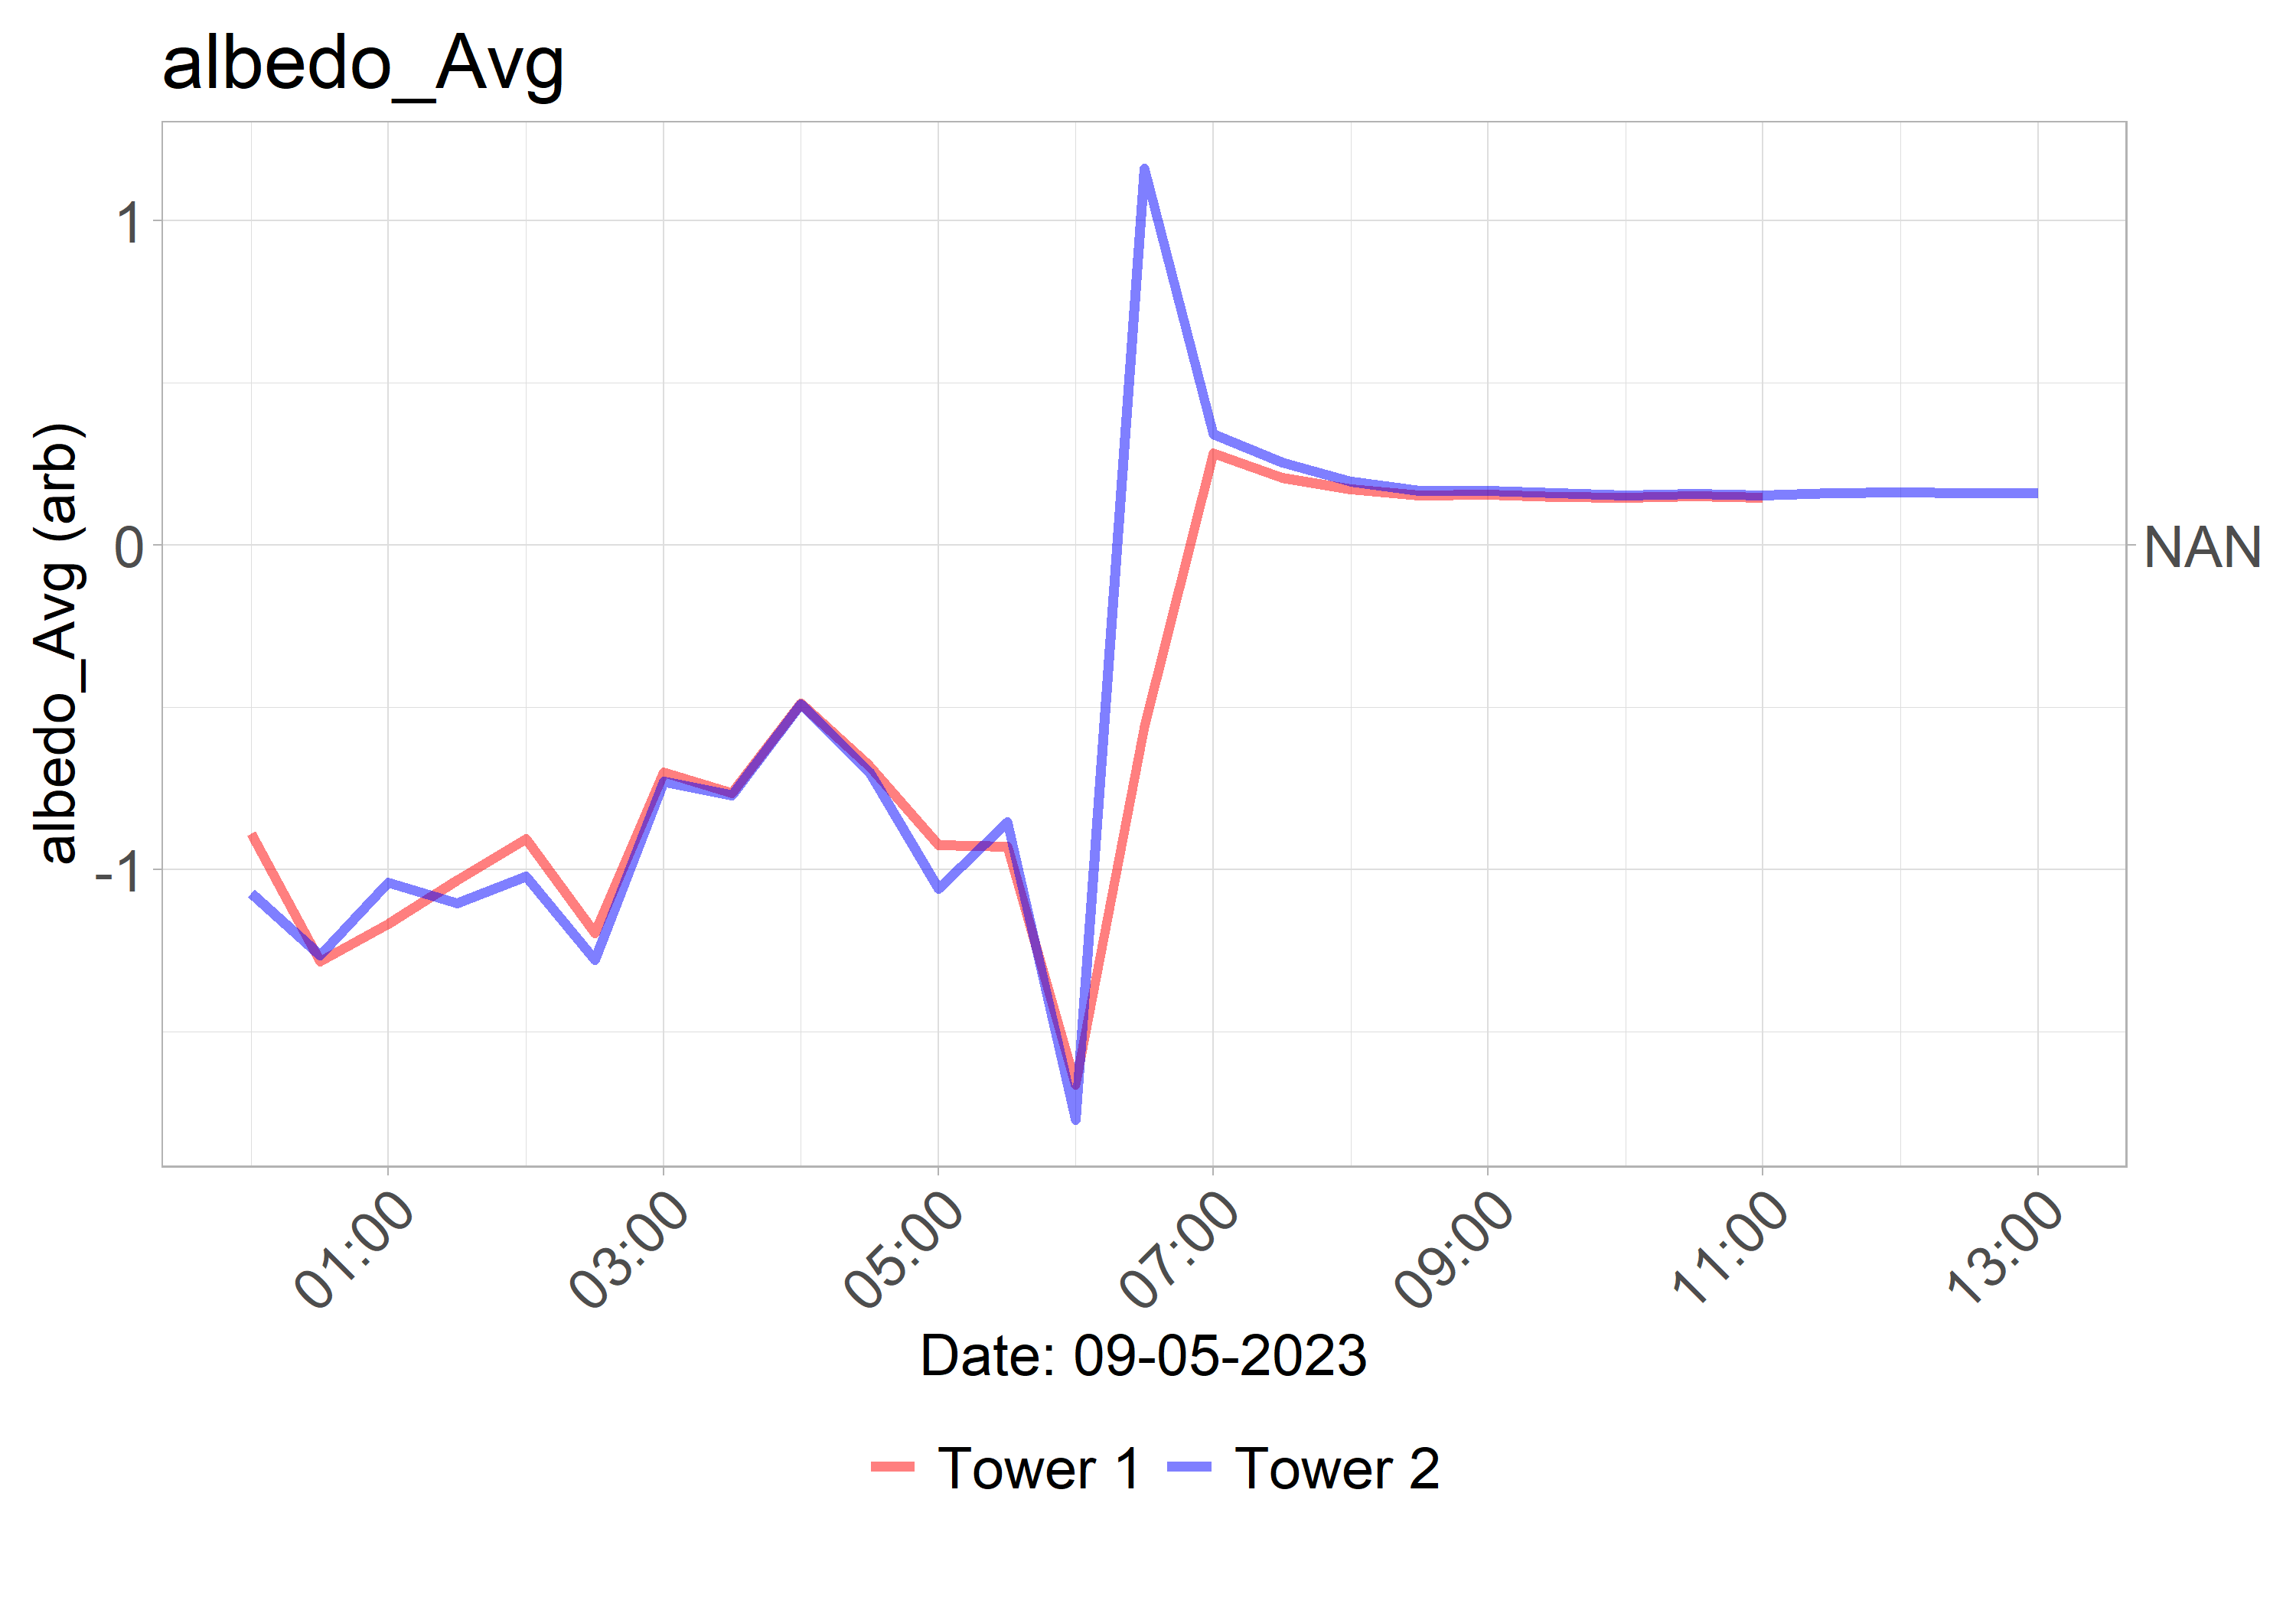 albedo_Avg
albedo_Avg (arb)
1
0
-1
NAN
01:00
03:00
05:00
07:00
09:00
11:00
13:00
Date: 09-05-2023
Tower 1
Tower 2